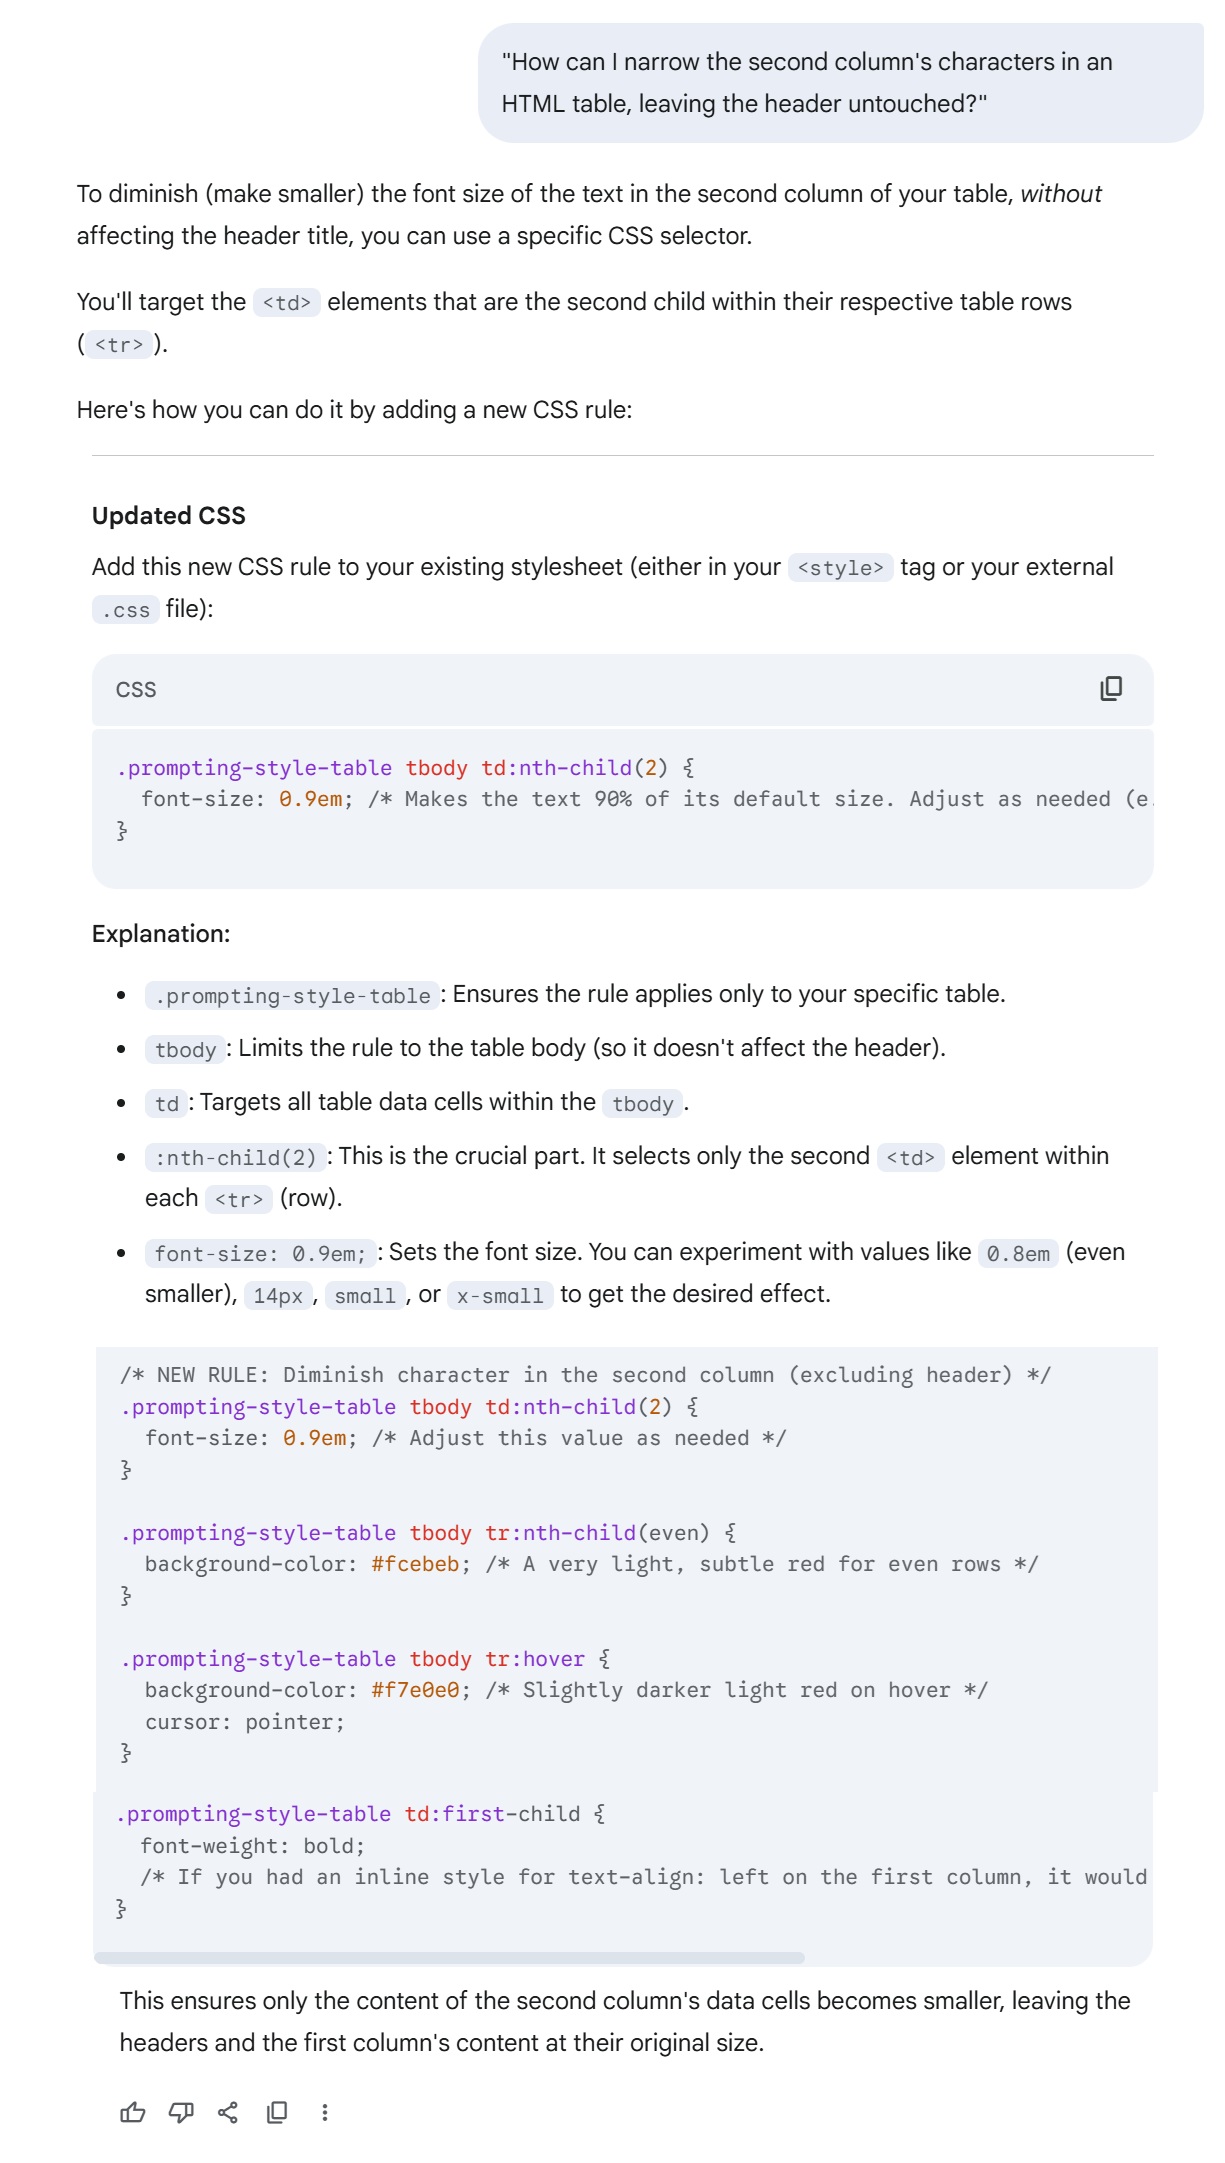 "How can I narrow the second column's characters in an
HTML table, leaving the header untouched?"
To diminish (make smaller) the font size of the text in the second column of your table, without
affecting the header title, you can use a specific CSS selector.
You'll target the <td> elements that are the second child within their respective table rows
(<tr>).
Here's how you can do it by adding a new CSS rule:
Updated CSS
Add this new CSS rule to your existing stylesheet (either in your <style> tag or your external
.css file):
CSS
.prompting-style-table tbody td:nth-child(2) {
  font-size: 0.9em; /* Makes the text 90% of its default size. Adjust as needed (e.
}
Explanation:
• .prompting-style-table: Ensures the rule applies only to your specific table.
• tbody: Limits the rule to the table body (so it doesn't affect the header).
• td: Targets all table data cells within the tbody.
• :nth-child(2): This is the crucial part. It selects only the second <td> element within
each <tr> (row).
• font-size: 0.9em;: Sets the font size. You can experiment with values like 0.8em (even
smaller), 14px, small, or x-small to get the desired effect.
/* NEW RULE: Diminish character in the second column (excluding header) */
.prompting-style-table tbody td:nth-child(2) {
  font-size: 0.9em; /* Adjust this value as needed */
}
.prompting-style-table tbody tr:nth-child(even) {
  background-color: #fcebeb; /* A very light, subtle red for even rows */
}
.prompting-style-table tbody tr:hover {
  background-color: #f7e0e0; /* Slightly darker light red on hover */
  cursor: pointer;
}
.prompting-style-table td:first-child {
  font-weight: bold;
  /* If you had an inline style for text-align: left on the first column, it would
}
This ensures only the content of the second column's data cells becomes smaller, leaving the
headers and the first column's content at their original size.